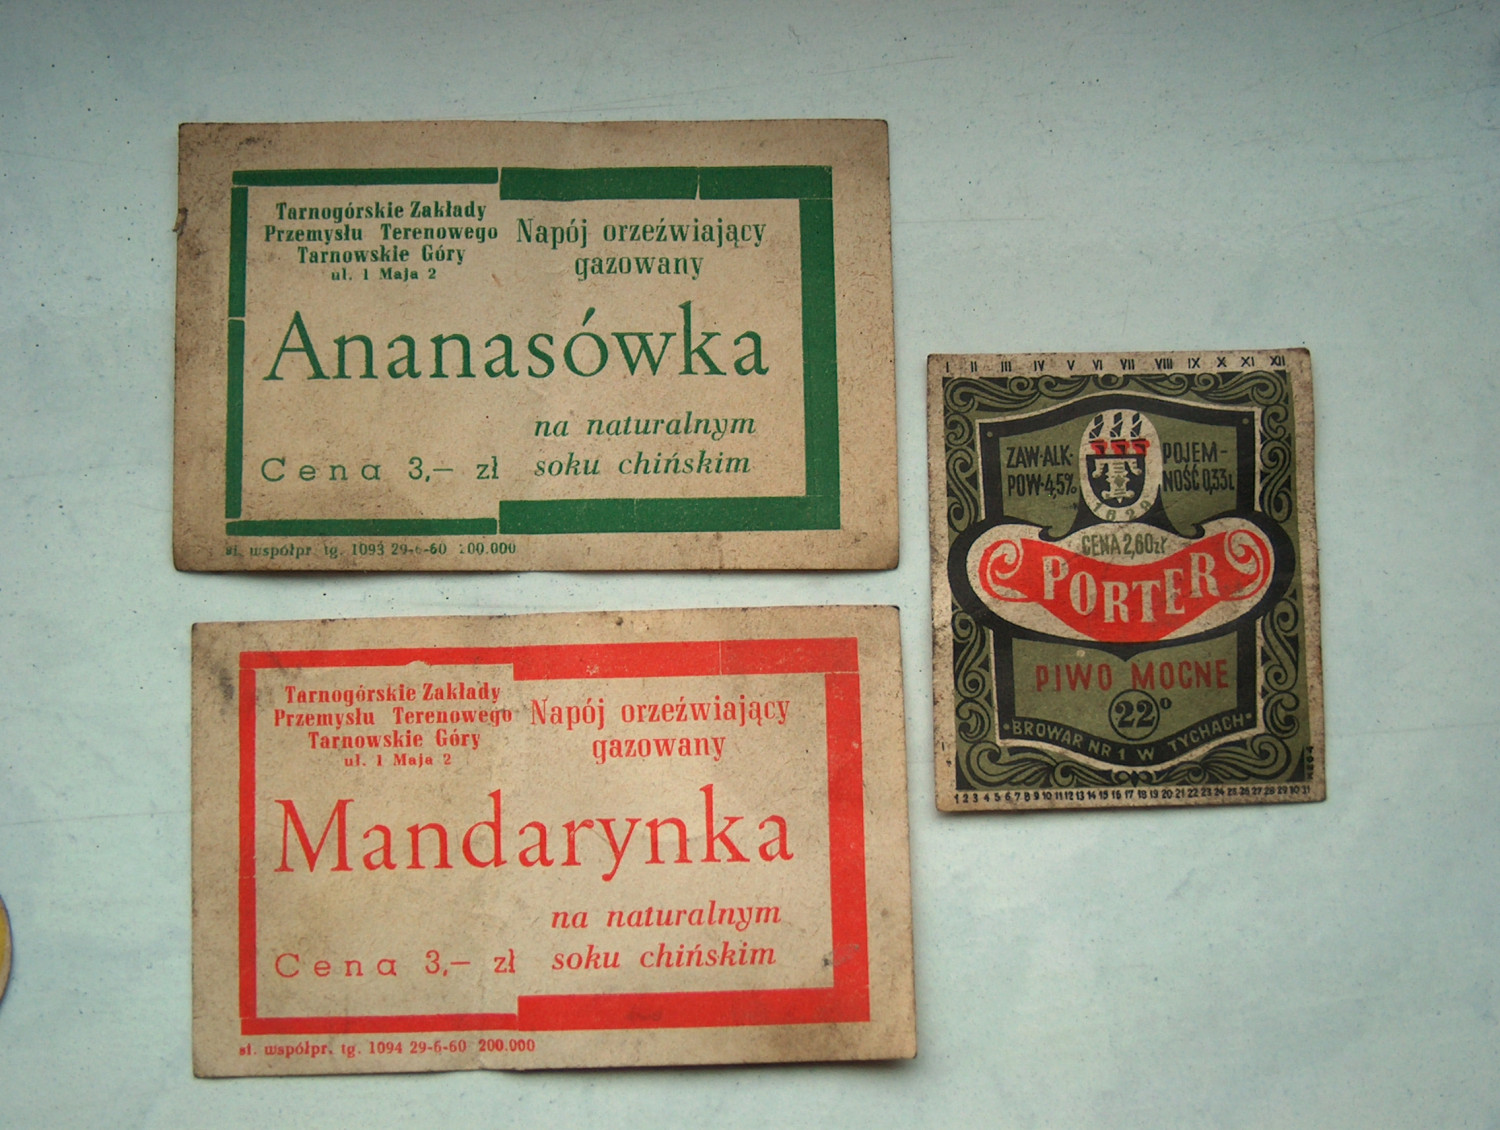 Tarnogórskie Zakłady
Przemysłu Terenowego
Tarnowskie Góry
ul. 1 Maja 2
Napój orzeźwiający
gazowany
Ananasówka
na naturalnym
soku chińskim
Cena 3,— zł
współpr. tg. 1093 29-6-60 100.000
Tarnogórskie Zakłady
Przemysłu Terenowego
Tarnowskie Góry
ul. 1 Maja 2
Napój orzeźwiający
gazowany
Mandarynka
na naturalnym
soku chińskim
Cena 3,— zł
współpr. tg. 1094 29-6-60 200.000
I II III IV V VI VII VIII IX X XI XII
ZAW·ALK·
POW·4,5%
POJEM-
NOŚĆ 0,33L
1629
CENA 2,60zł
PORTER
PIWO MOCNE
22°
·BROWAR NR 1 W TYCHACH·
1 2 3 4 5 6 7 8 9 10 11 12 13 14 15 16 17 18 19 20 21 22 23 24 25 26 27 28 29 30 31